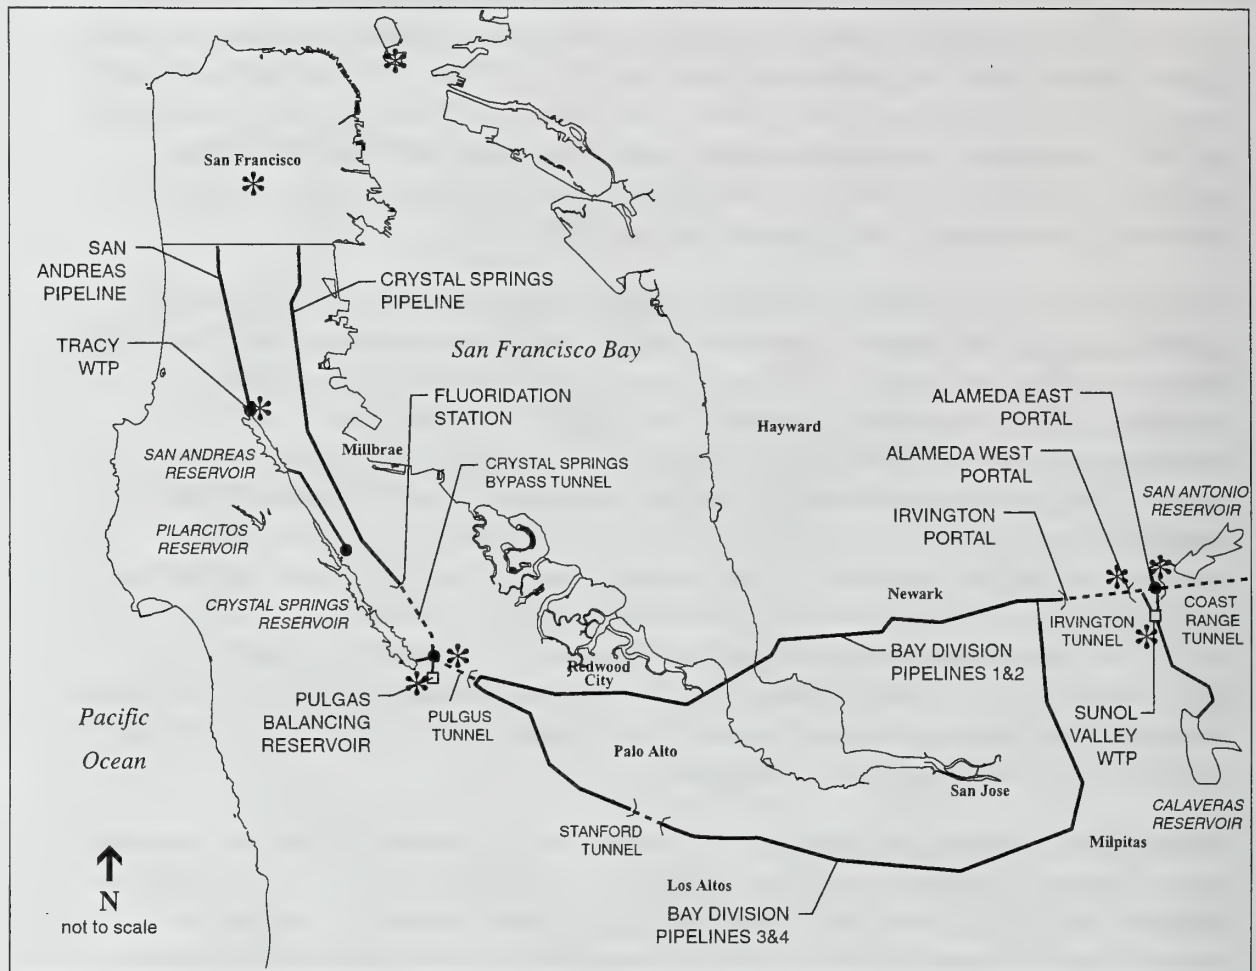 San Francisco
SAN
ANDREAS
PIPELINE
CRYSTAL SPRINGS
PIPELINE
TRACY
WTP
San Francisco Bay
FLUORIDATION
STATION
Millbrae
SAN ANDREAS
RESERVOIR
CRYSTAL SPRINGS
BYPASS TUNNEL
PILARCITOS
RESERVOIR
CRYSTAL SPRINGS
RESERVOIR
Hayward
ALAMEDA EAST
PORTAL
ALAMEDA WEST
PORTAL
SAN ANTONIO
RESERVOIR
IRVINGTON
PORTAL
Newark
IRVINGTON
TUNNEL
COAST
RANGE
TUNNEL
Redwood
City
BAY DIVISION
PIPELINES 1&2
PULGAS
BALANCING
RESERVOIR
PULGUS
TUNNEL
SUNOL
VALLEY
WTP
Pacific
Ocean
Palo Alto
San Jose
CALAVERAS
RESERVOIR
STANFORD
TUNNEL
Milpitas
Los Altos
BAY DIVISION
PIPELINES 3&4
N
not to scale